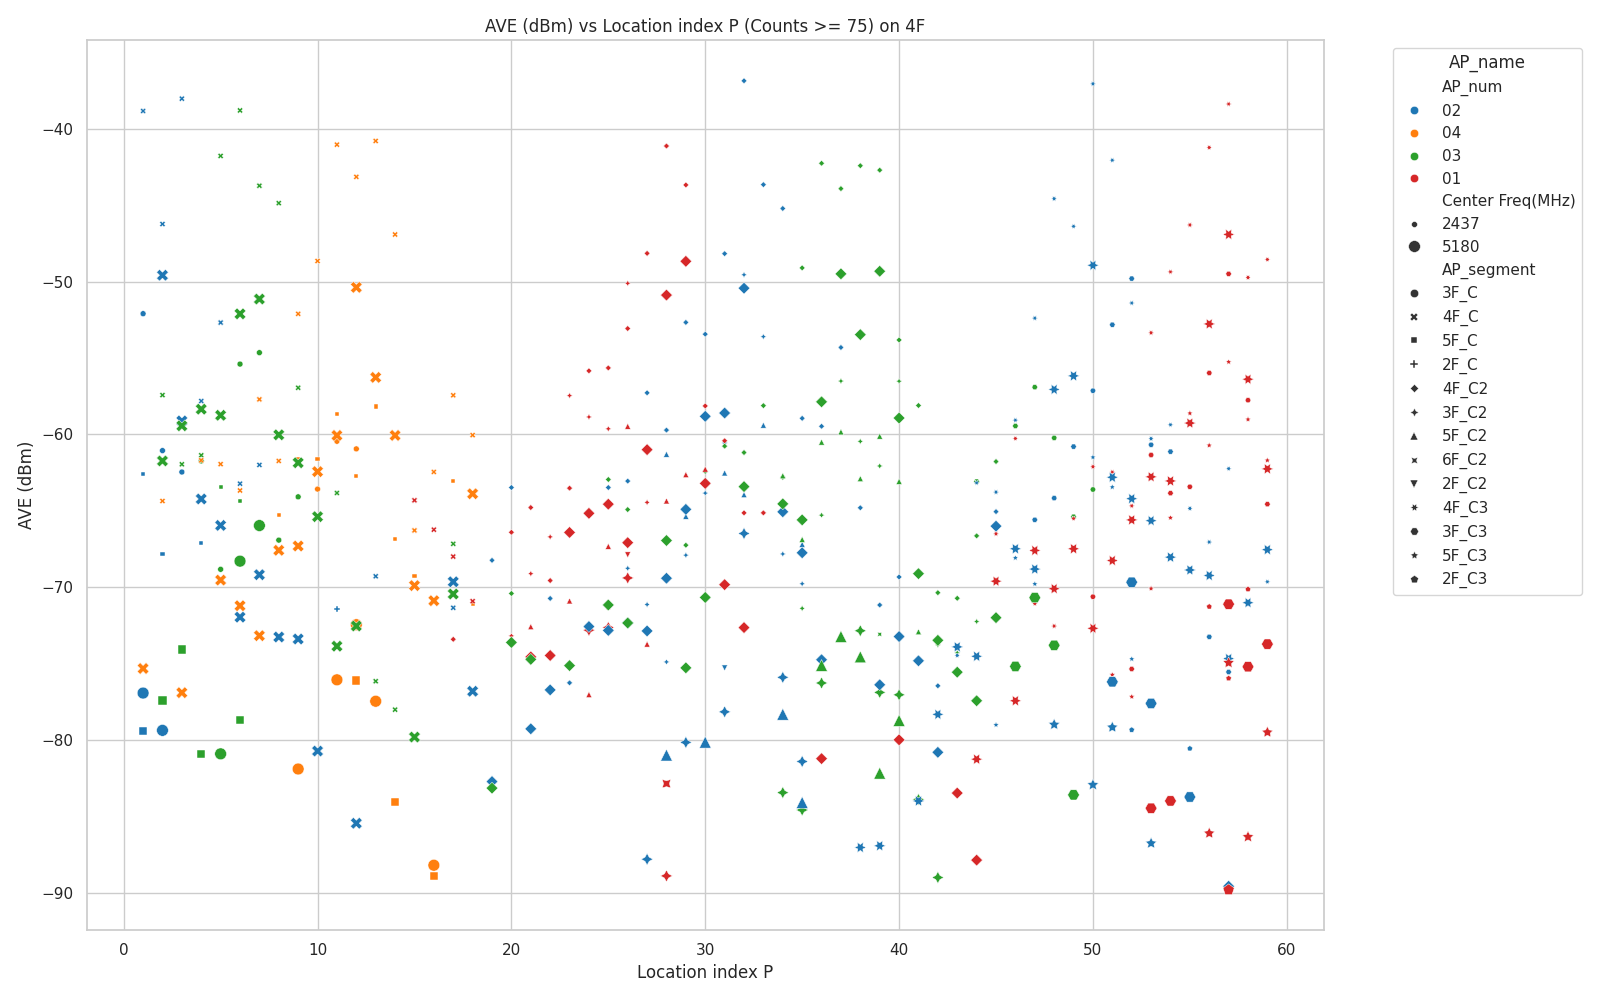 AVE (dBm) vs Location index P (Counts >= 75) on 4F
AVE (dBm)
−40
−50
−60
−70
−80
−90
0 10 20 30 40 50 60
Location index P
AP_name
AP_num
02
04
03
01
Center Freq(MHz)
2437
5180
AP_segment
3F_C
4F_C
5F_C
2F_C
4F_C2
3F_C2
5F_C2
6F_C2
2F_C2
4F_C3
3F_C3
5F_C3
2F_C3